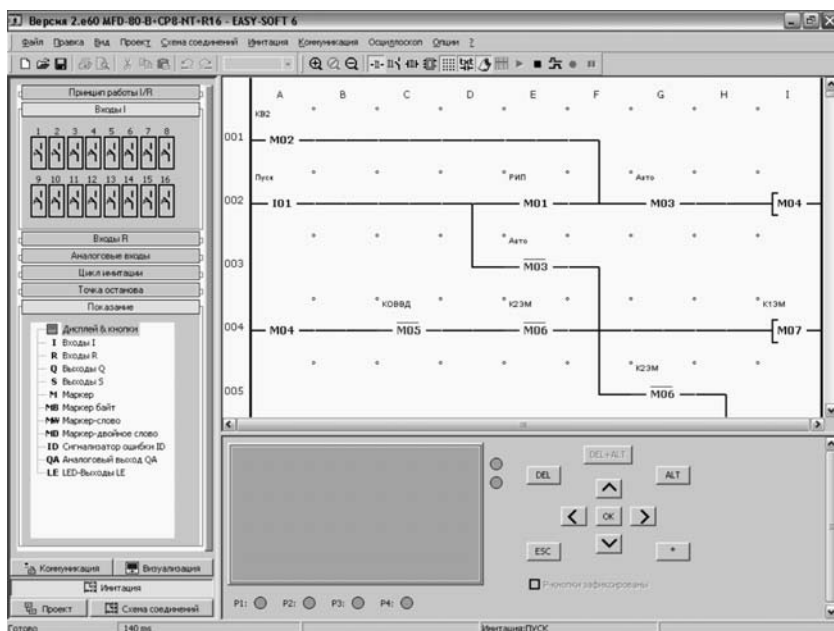 Версия 2.e60 MFD-80-B+CP8-NT+R16 - EASY-SOFT 6
Файл Правка Вид Проект Схема соединений Имитация Коммуникация Осциллоскоп Опции ?
Принцип работы I/R
Входы I
1 2 3 4 5 6 7 8
9 10 11 12 13 14 15 16
Входы R
Аналоговые входы
Цикл имитации
Точка останова
Показание
Дисплей & кнопки
I Входы I
R Входы R
Q Выходы Q
S Выходы S
M Маркер
MB Маркер байт
MW Маркер-слово
MD Маркер-двойное слово
ID Сигнализатор ошибки ID
QA Аналоговый выход QA
LE LED-Выходы LE
Коммуникация Визуализация
Имитация
Проект Схема соединений
A B C D E F G H I
КВ2
001 M02
Пуск РИП Авто
002 I01 M01 M03 [M04
Авто
003 M03
КОВВД К2ЭМ К1ЭМ
004 M04 M05 M06 [M07
К2ЭМ
005 M06
DEL+ALT
DEL ALT
OK
ESC *
Р-кнопки зафиксированы
P1: P2: P3: P4:
Готово 140 ms Имитация:ПУСК